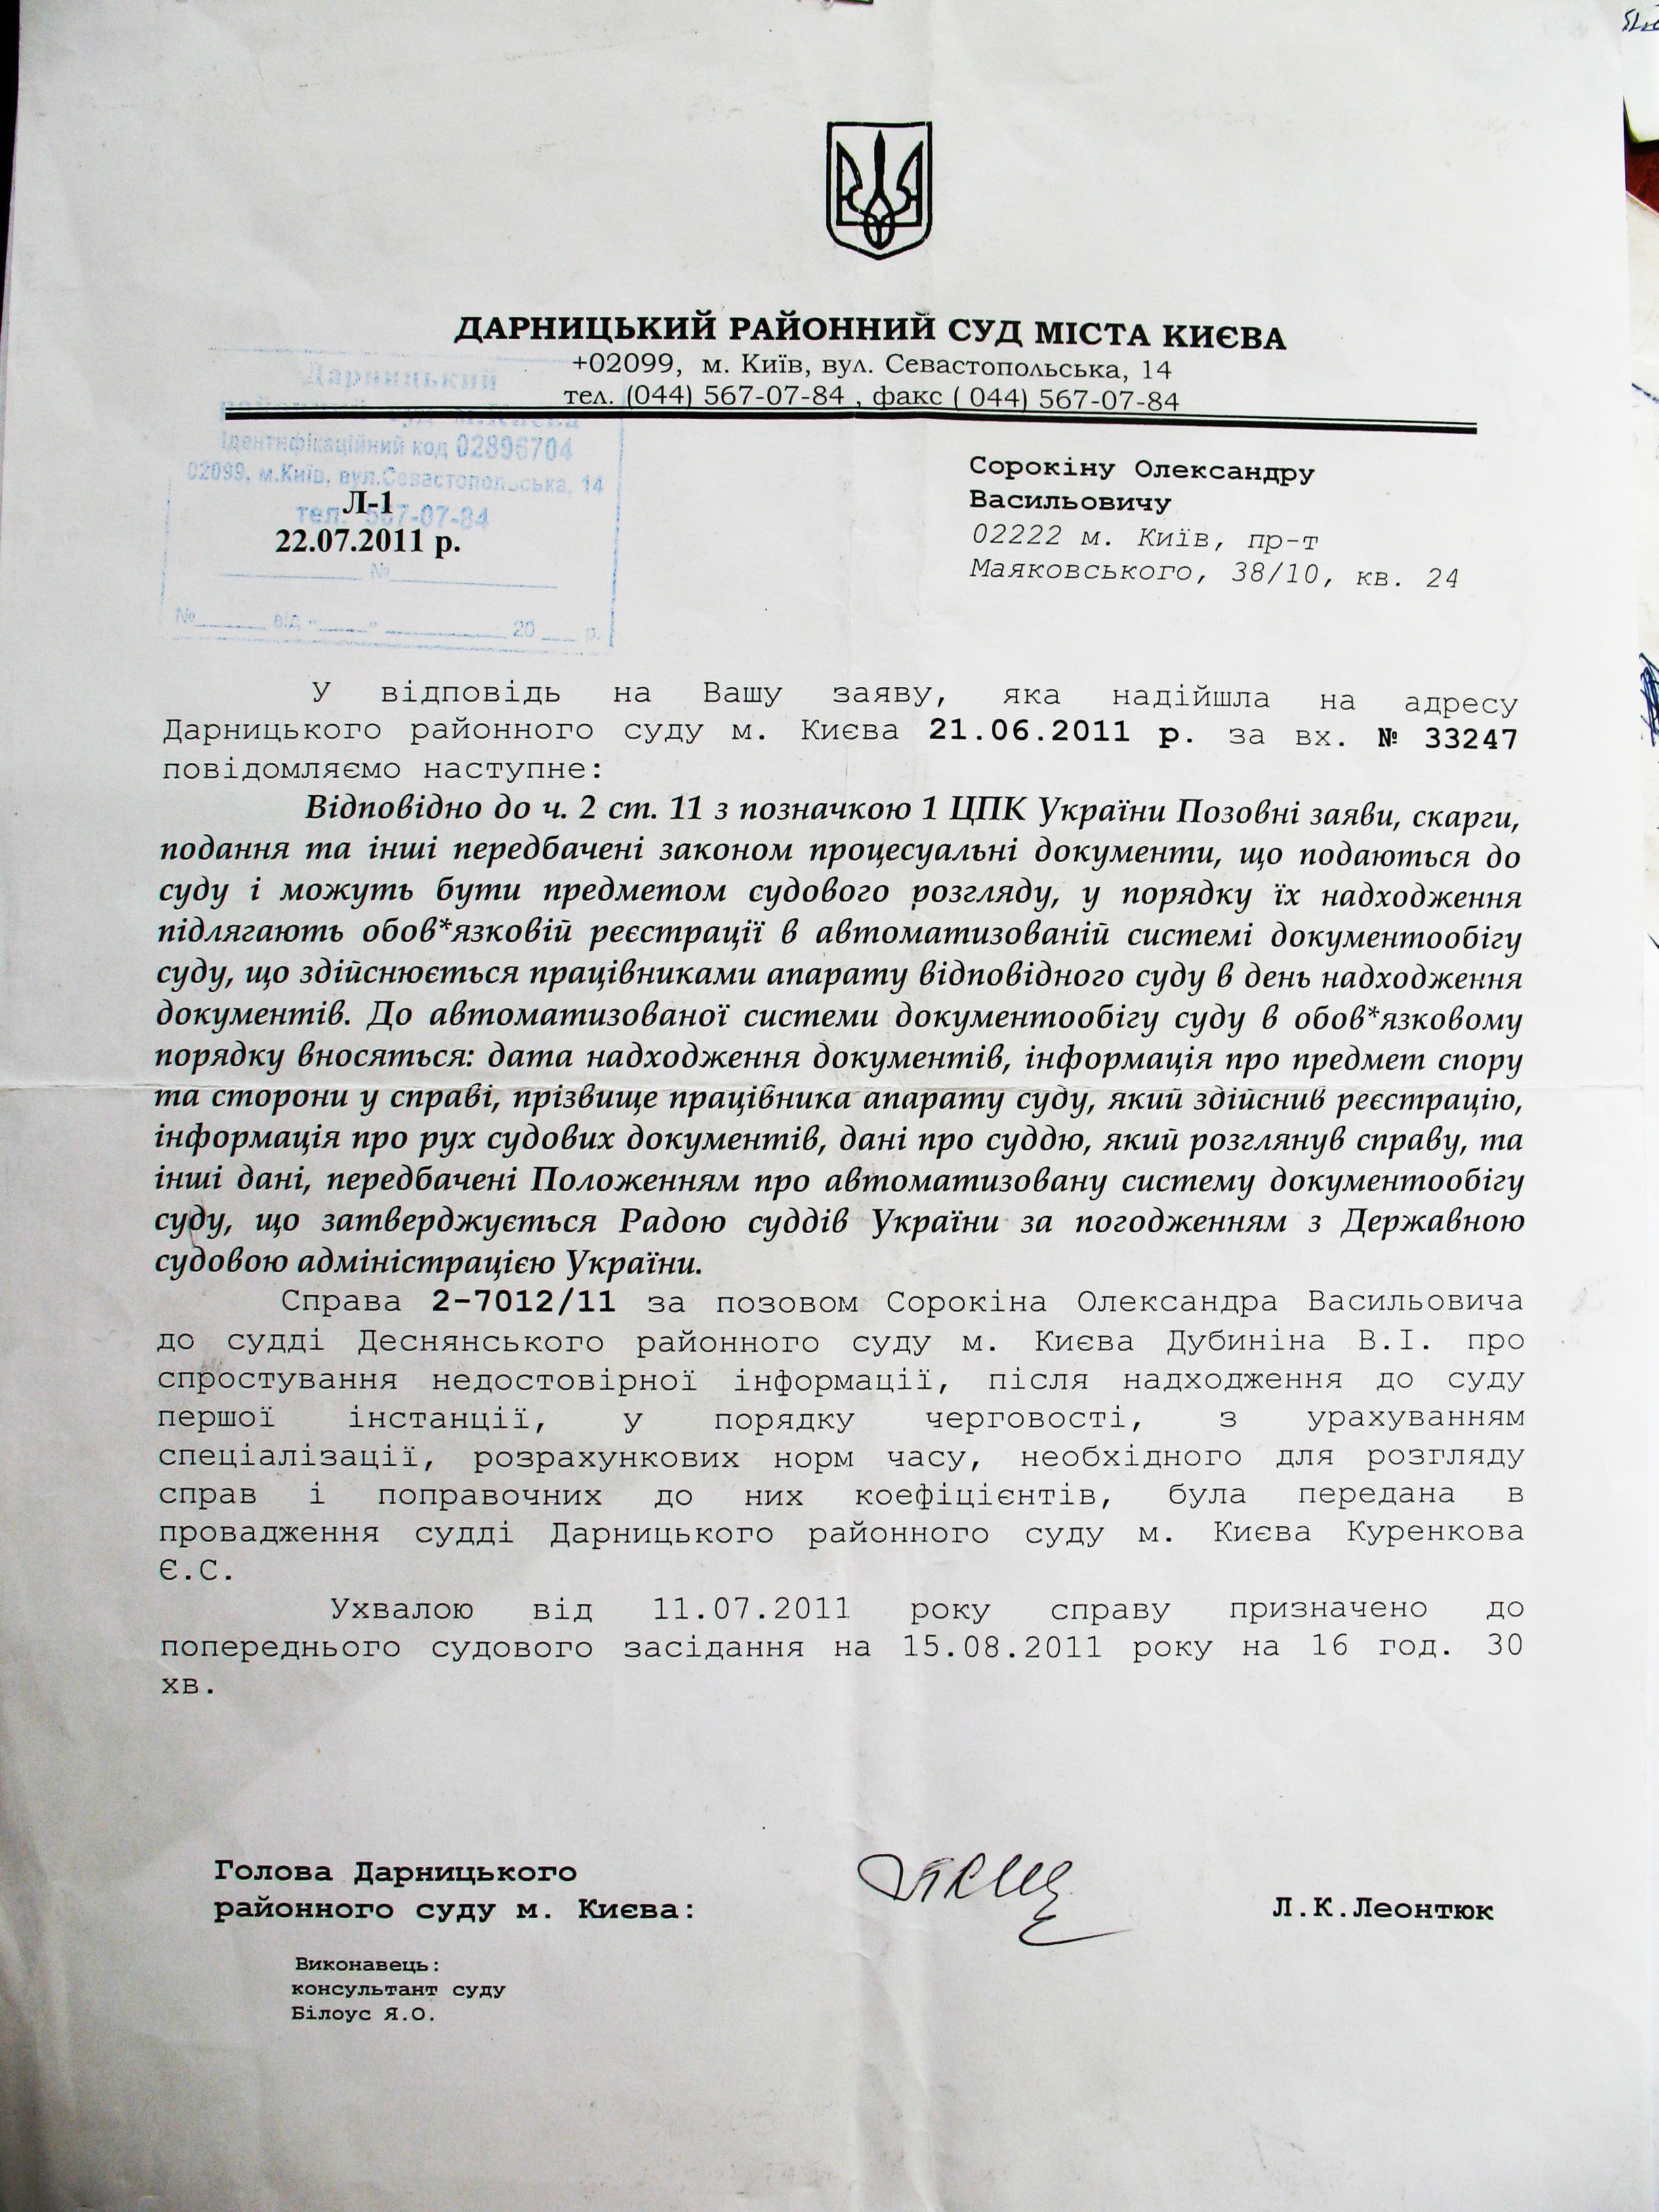 ДАРНИЦЬКИЙ РАЙОННИЙ СУД МІСТА КИЄВА
+02099, м. Київ, вул. Севастопольська, 14
тел. (044) 567-07-84 , факс ( 044) 567-07-84
Дарницький
районний суд м.Києва
Ідентифікаційний код 02896704
02099, м.Київ, вул.Севастопольська, 14
тел. 567-07-84
Л-1
22.07.2011 р.
№
№ від " " 20 р.
Сорокіну Олександру
Васильовичу
02222 м. Київ, пр-т
Маяковського, 38/10, кв. 24
У відповідь на Вашу заяву, яка надійшла на адресу
Дарницького районного суду м. Києва 21.06.2011 р. за вх. № 33247
повідомляємо наступне:
Відповідно до ч. 2 ст. 11 з позначкою 1 ЦПК України Позовні заяви, скарги,
подання та інші передбачені законом процесуальні документи, що подаються до
суду і можуть бути предметом судового розгляду, у порядку їх надходження
підлягають обов*язковій реєстрації в автоматизованій системі документообігу
суду, що здійснюється працівниками апарату відповідного суду в день надходження
документів. До автоматизованої системи документообігу суду в обов*язковому
порядку вносяться: дата надходження документів, інформація про предмет спору
та сторони у справі, прізвище працівника апарату суду, який здійснив реєстрацію,
інформація про рух судових документів, дані про суддю, який розглянув справу, та
інші дані, передбачені Положенням про автоматизовану систему документообігу
суду, що затверджується Радою суддів України за погодженням з Державною
судовою адміністрацією України.
Справа 2-7012/11 за позовом Сорокіна Олександра Васильовича
до судді Деснянського районного суду м. Києва Дубиніна В.І. про
спростування недостовірної інформації, після надходження до суду
першої інстанції, у порядку черговості, з урахуванням
спеціалізації, розрахункових норм часу, необхідного для розгляду
справ і поправочних до них коефіцієнтів, була передана в
провадження судді Дарницького районного суду м. Києва Куренкова
Є.С.
Ухвалою від 11.07.2011 року справу призначено до
попереднього судового засідання на 15.08.2011 року на 16 год. 30
хв.
Голова Дарницького
районного суду м. Києва:
Л.К.Леонтюк
Виконавець:
консультант суду
Білоус Я.О.